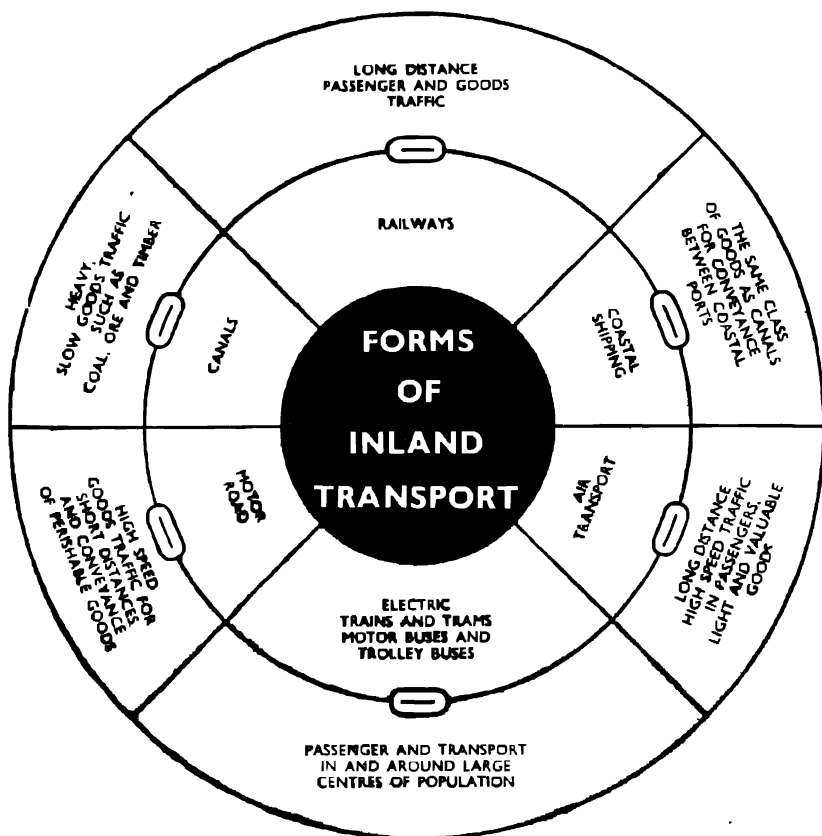 LONG DISTANCE
PASSENGER AND GOODS
TRAFFIC
RAILWAYS
THE SAME CLASS
OF GOODS AS CANALS
FOR CONVEYANCE
BETWEEN COASTAL
PORTS
COASTAL
SHIPPING
LONG DISTANCE
HIGH SPEED TRAFFIC
IN PASSENGERS,
LIGHT AND VALUABLE
GOODS
AIR
TRANSPORT
ELECTRIC
TRAINS AND TRAMS
MOTOR BUSES AND
TROLLEY BUSES
PASSENGER AND TRANSPORT
IN AND AROUND LARGE
CENTRES OF POPULATION
HIGH SPEED
GOODS TRAFFIC FOR
SHORT DISTANCES
AND CONVEYANCE
OF PERISHABLE GOODS
MOTOR
ROAD
HEAVY,
SLOW GOODS TRAFFIC
SUCH AS
COAL, ORE AND TIMBER
CANALS
FORMS
OF
INLAND
TRANSPORT